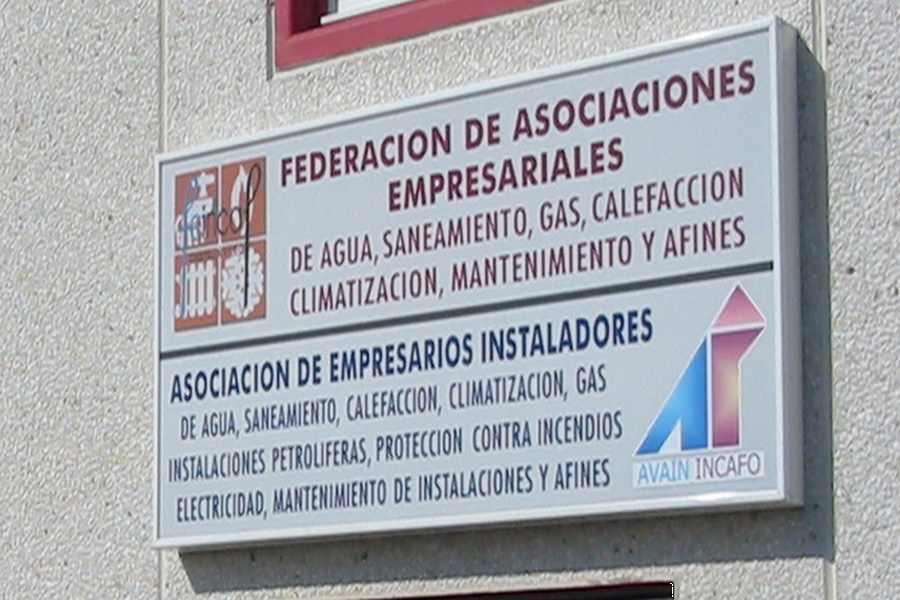 FEDERACION DE ASOCIACIONES
EMPRESARIALES
DE AGUA, SANEAMIENTO, GAS, CALEFACCION
CLIMATIZACION, MANTENIMIENTO Y AFINES
ASOCIACION DE EMPRESARIOS INSTALADORES
DE AGUA, SANEAMIENTO, CALEFACCION, CLIMATIZACION, GAS
INSTALACIONES PETROLIFERAS, PROTECCION CONTRA INCENDIOS
ELECTRICIDAD, MANTENIMIENTO DE INSTALACIONES Y AFINES
AVAIN INCAFO